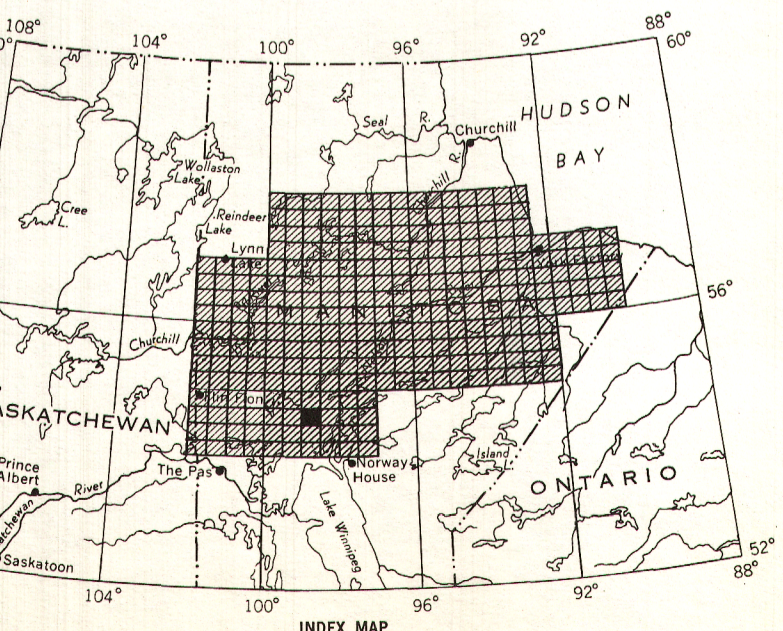 108°
104°
100°
96°
92°
88°
60°
HUDSON
BAY
Seal R.
Churchill
Churchill R.
Wollaston
Lake
Cree
L.
Reindeer
Lake
Lynn
Lake
York Factory
MANITOBA
56°
Churchill
Flin Flon
SKATCHEWAN
The Pas
Norway
House
Island
L.
ONTARIO
Prince
Albert
River
Lake Winnipeg
Saskatoon
52°
88°
104°
100°
96°
92°
INDEX MAP